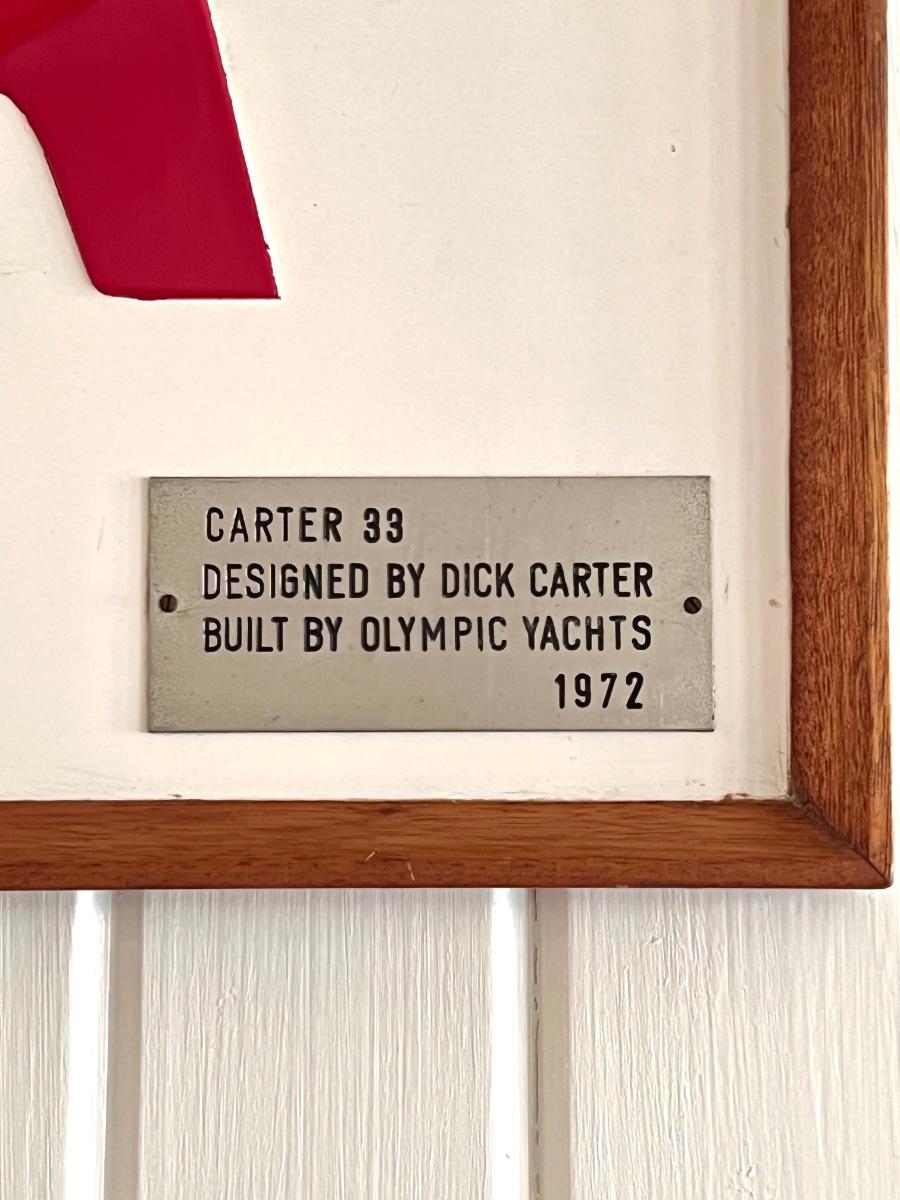 CARTER 33
DESIGNED BY DICK CARTER
BUILT BY OLYMPIC YACHTS
1972